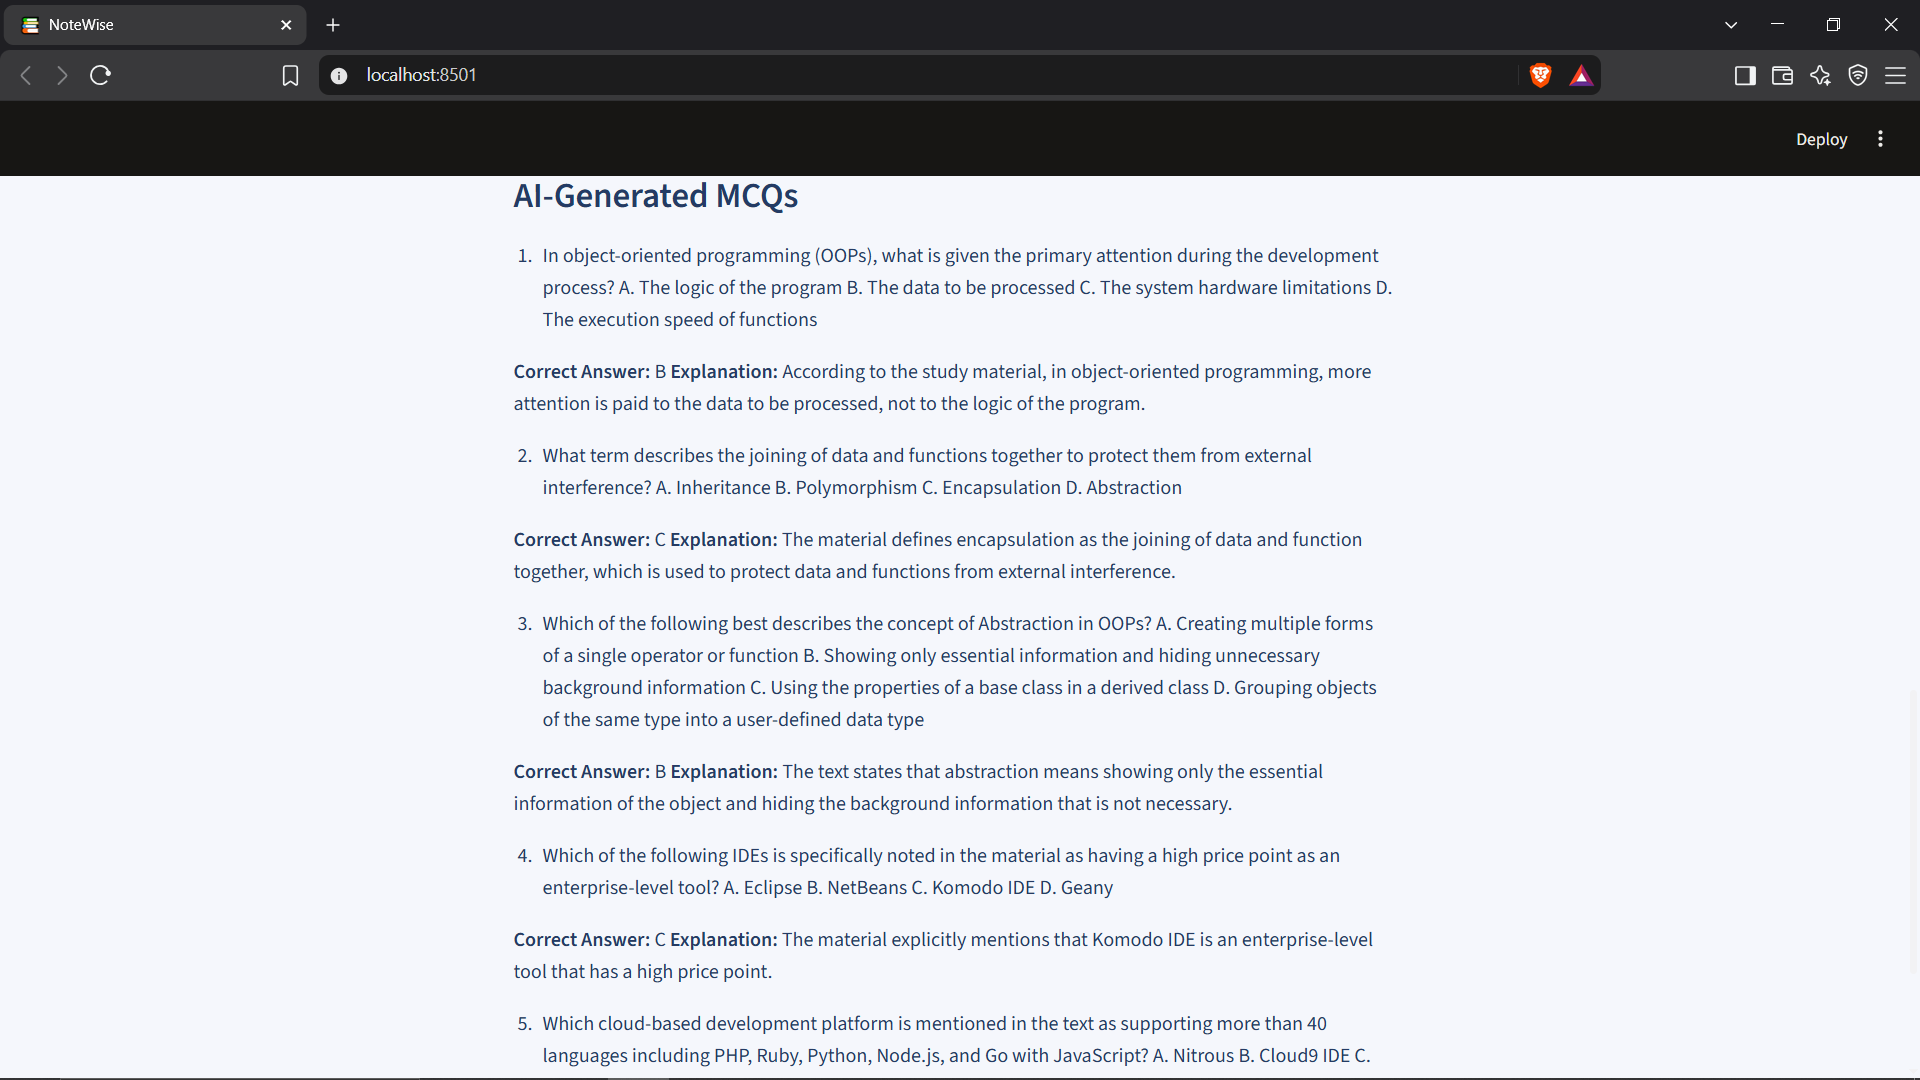 NoteWise
localhost:8501
Deploy
AI-Generated MCQs
1. In object-oriented programming (OOPs), what is given the primary attention during the development
process? A. The logic of the program B. The data to be processed C. The system hardware limitations D.
The execution speed of functions
Correct Answer: B Explanation: According to the study material, in object-oriented programming, more
attention is paid to the data to be processed, not to the logic of the program.
2. What term describes the joining of data and functions together to protect them from external
interference? A. Inheritance B. Polymorphism C. Encapsulation D. Abstraction
Correct Answer: C Explanation: The material defines encapsulation as the joining of data and function
together, which is used to protect data and functions from external interference.
3. Which of the following best describes the concept of Abstraction in OOPs? A. Creating multiple forms
of a single operator or function B. Showing only essential information and hiding unnecessary
background information C. Using the properties of a base class in a derived class D. Grouping objects
of the same type into a user-defined data type
Correct Answer: B Explanation: The text states that abstraction means showing only the essential
information of the object and hiding the background information that is not necessary.
4. Which of the following IDEs is specifically noted in the material as having a high price point as an
enterprise-level tool? A. Eclipse B. NetBeans C. Komodo IDE D. Geany
Correct Answer: C Explanation: The material explicitly mentions that Komodo IDE is an enterprise-level
tool that has a high price point.
5. Which cloud-based development platform is mentioned in the text as supporting more than 40
languages including PHP, Ruby, Python, Node.js, and Go with JavaScript? A. Nitrous B. Cloud9 IDE C.